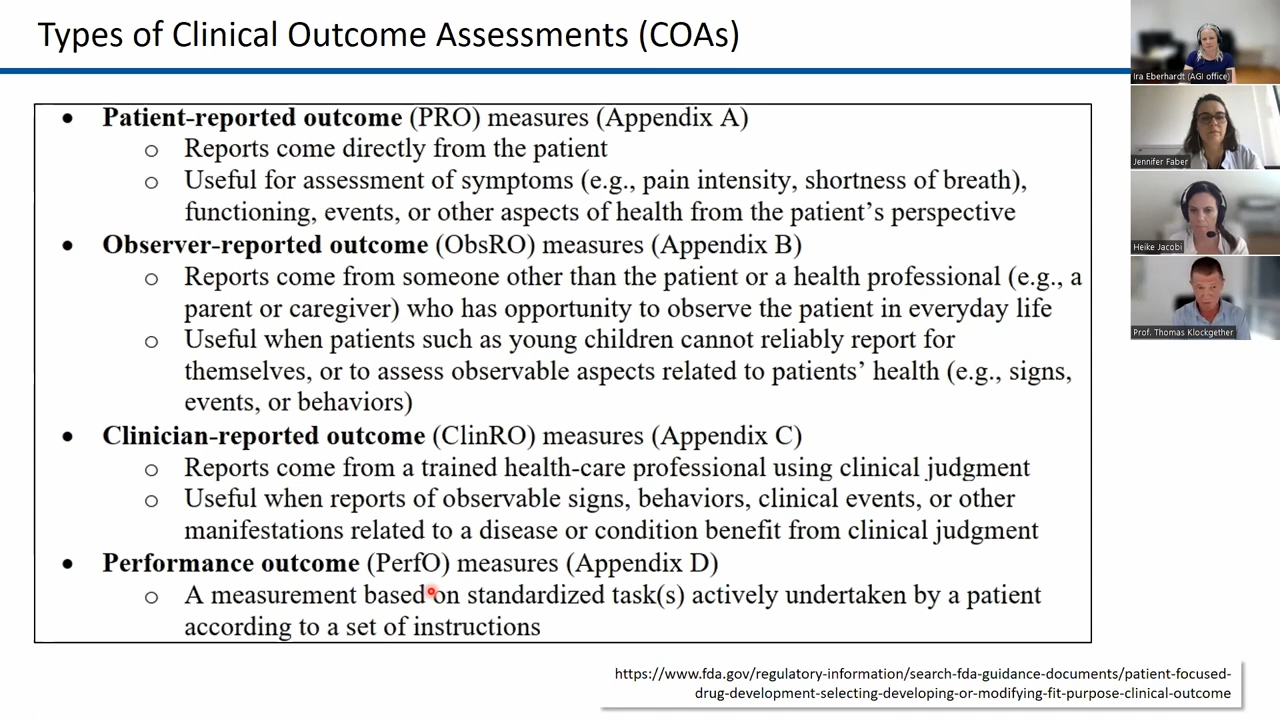 Types of Clinical Outcome Assessments (COAs)
• Patient-reported outcome (PRO) measures (Appendix A)
o Reports come directly from the patient
o Useful for assessment of symptoms (e.g., pain intensity, shortness of breath),
functioning, events, or other aspects of health from the patient’s perspective
• Observer-reported outcome (ObsRO) measures (Appendix B)
o Reports come from someone other than the patient or a health professional (e.g., a
parent or caregiver) who has opportunity to observe the patient in everyday life
o Useful when patients such as young children cannot reliably report for
themselves, or to assess observable aspects related to patients’ health (e.g., signs,
events, or behaviors)
• Clinician-reported outcome (ClinRO) measures (Appendix C)
o Reports come from a trained health-care professional using clinical judgment
o Useful when reports of observable signs, behaviors, clinical events, or other
manifestations related to a disease or condition benefit from clinical judgment
• Performance outcome (PerfO) measures (Appendix D)
o A measurement based on standardized task(s) actively undertaken by a patient
according to a set of instructions
https://www.fda.gov/regulatory-information/search-fda-guidance-documents/patient-focused-
drug-development-selecting-developing-or-modifying-fit-purpose-clinical-outcome
Ira Eberhardt (AGI office)
Jennifer Faber
Heike Jacobi
Prof. Thomas Klockgether